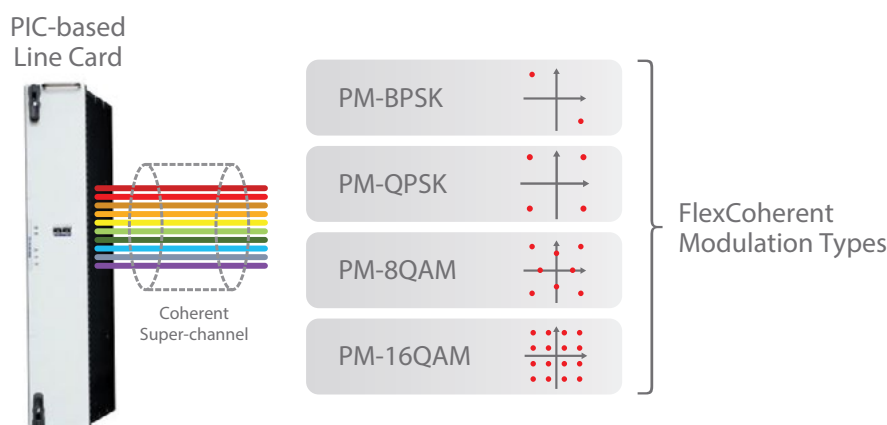 PIC-based
Line Card
Coherent
Super-channel
PM-BPSK
PM-QPSK
PM-8QAM
PM-16QAM
FlexCoherent
Modulation Types